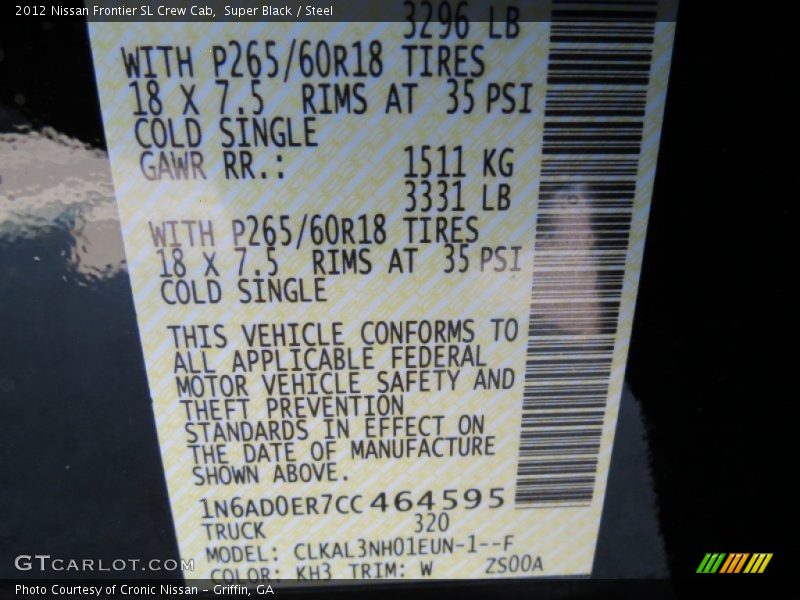 2012 Nissan Frontier SL Crew Cab, Super Black / Steel
3296 LB
WITH P265/60R18 TIRES
18 X 7.5 RIMS AT 35 PSI
COLD SINGLE
GAWR RR.: 1511 KG
3331 LB
WITH P265/60R18 TIRES
18 X 7.5 RIMS AT 35 PSI
COLD SINGLE
THIS VEHICLE CONFORMS TO
ALL APPLICABLE FEDERAL
MOTOR VEHICLE SAFETY AND
THEFT PREVENTION
STANDARDS IN EFFECT ON
THE DATE OF MANUFACTURE
SHOWN ABOVE.
1N6AD0ER7CC464595
TRUCK 320
MODEL: CLKAL3NH01EUN-1--F
COLOR: KH3 TRIM: W ZS00A
GTCARLOT.COM
Photo Courtesy of Cronic Nissan - Griffin, GA